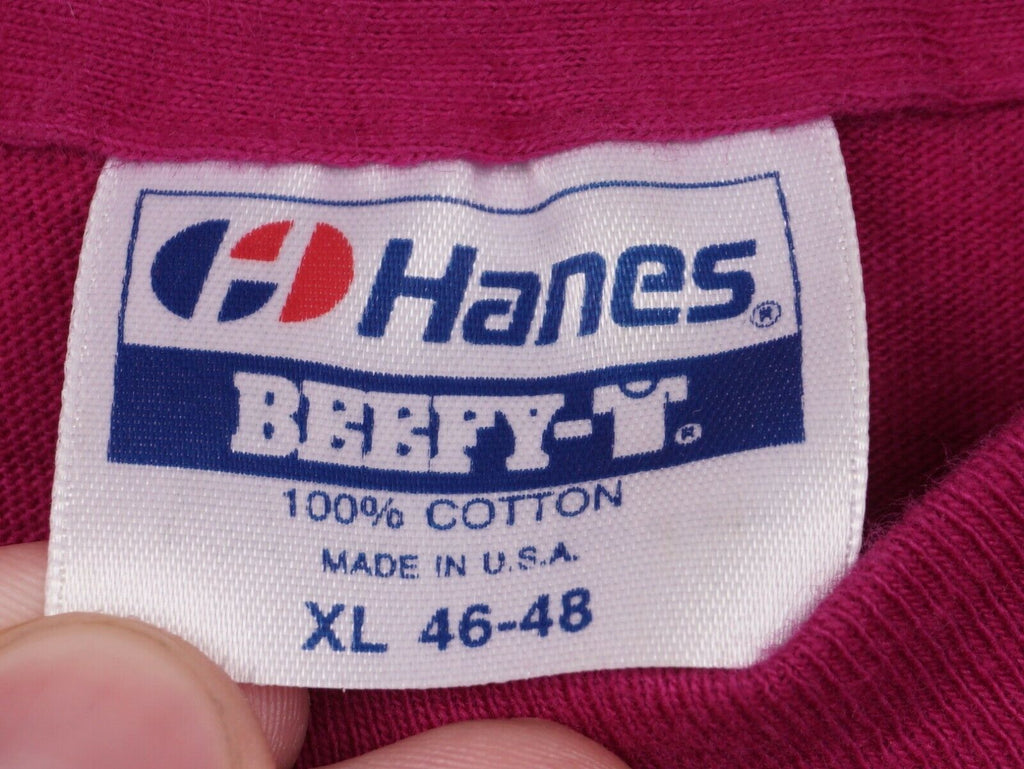 Hanes®
BEEFY-T®
100% COTTON
MADE IN U.S.A.
XL 46-48